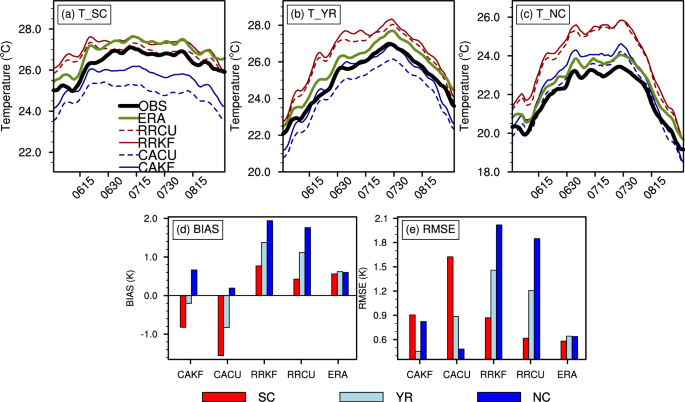 (a) T_SC
(b) T_YR
(c) T_NC
Temperature (°C)
28.0
26.0
24.0
22.0
OBS
ERA
RRCU
RRKF
CACU
CAKF
0615
0630
0715
0730
0815
Temperature (°C)
28.0
26.0
24.0
22.0
20.0
0615
0630
0715
0730
0815
Temperature (°C)
26.0
24.0
22.0
20.0
18.0
0615
0630
0715
0730
0815
(d) BIAS
BIAS (K)
2.0
1.0
0.0
-1.0
CAKF
CACU
RRKF
RRCU
ERA
(e) RMSE
RMSE (K)
2.1
1.8
1.5
1.2
0.9
0.6
CAKF
CACU
RRKF
RRCU
ERA
SC
YR
NC